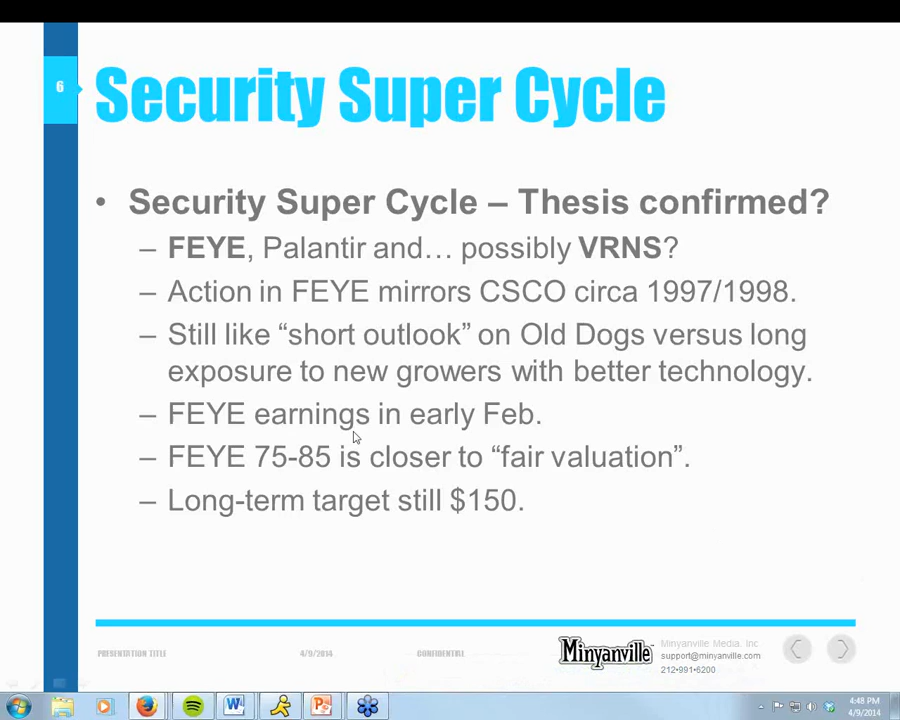 6
Security Super Cycle
• Security Super Cycle – Thesis confirmed?
– FEYE, Palantir and… possibly VRNS?
– Action in FEYE mirrors CSCO circa 1997/1998.
– Still like “short outlook” on Old Dogs versus long
exposure to new growers with better technology.
– FEYE earnings in early Feb.
– FEYE 75-85 is closer to “fair valuation”.
– Long-term target still $150.
PRESENTATION TITLE
4/9/2014
CONFIDENTIAL
Minyanville
Minyanville Media, Inc
support@minyanville.com
212•991•6200
4:48 PM
4/9/2014